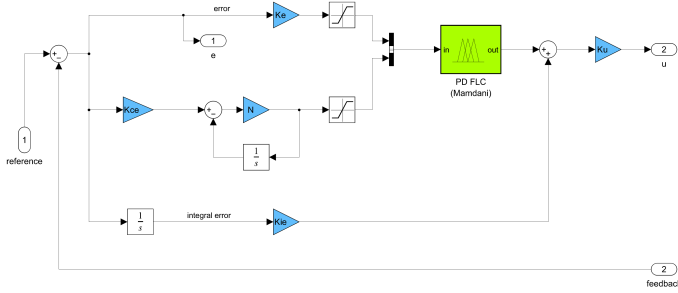 error
Ke
1
e
in
out
PD FLC
(Mamdani)
+
−
+
+
Ku
2
u
Kce
+
−
N
1
reference
1
s
1
s
integral error
Kie
2
feedbacl